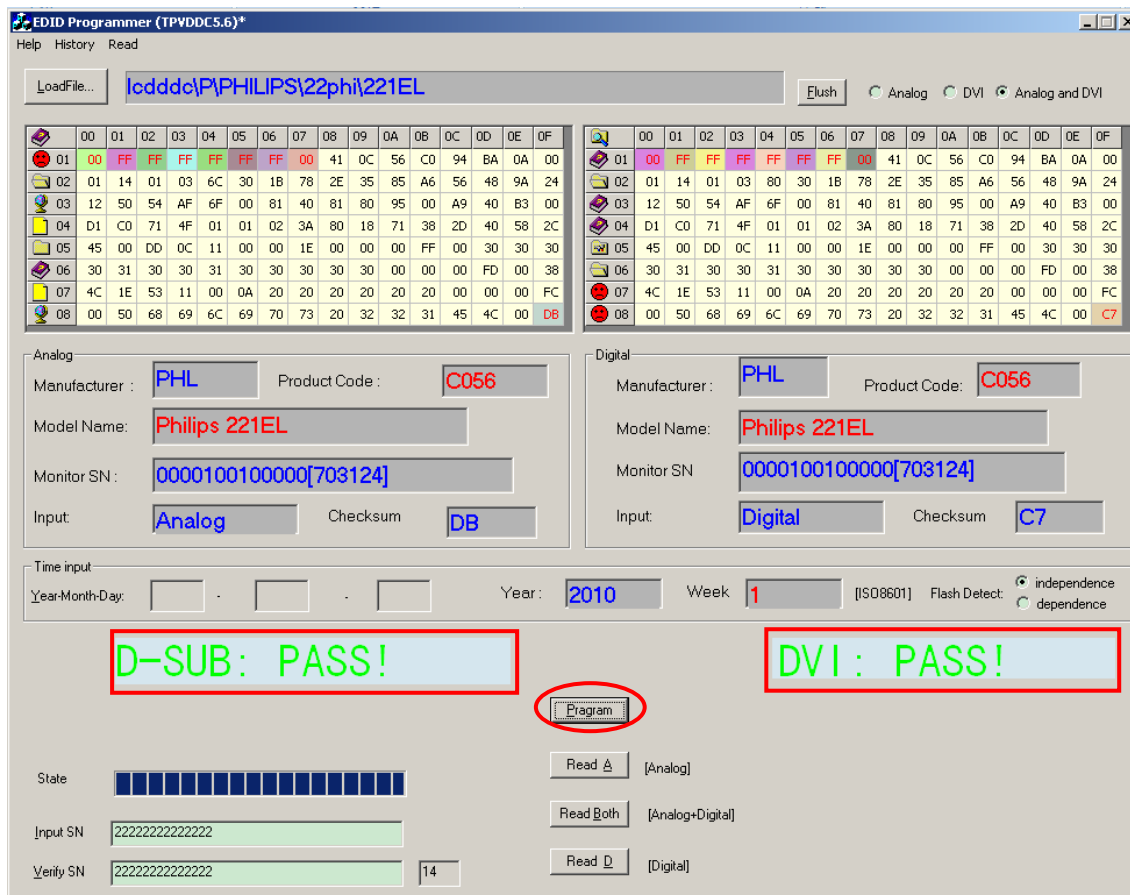 EDID Programmer (TPVDDC5.6)*
Help History Read
LoadFile... lcdddc\P\PHILIPS\22phi\221EL Flush Analog DVI Analog and DVI
00 01 02 03 04 05 06 07 08 09 0A 0B 0C 0D 0E 0F
01 00 FF FF FF FF FF FF 00 41 0C 56 C0 94 BA 0A 00
02 01 14 01 03 6C 30 1B 78 2E 35 85 A6 56 48 9A 24
03 12 50 54 AF 6F 00 81 40 81 80 95 00 A9 40 B3 00
04 D1 C0 71 4F 01 01 02 3A 80 18 71 38 2D 40 58 2C
05 45 00 DD 0C 11 00 00 1E 00 00 00 FF 00 30 30 30
06 30 31 30 30 31 30 30 30 30 30 00 00 00 FD 00 38
07 4C 1E 53 11 00 0A 20 20 20 20 20 20 00 00 00 FC
08 00 50 68 69 6C 69 70 73 20 32 32 31 45 4C 00 DB
00 01 02 03 04 05 06 07 08 09 0A 0B 0C 0D 0E 0F
01 00 FF FF FF FF FF FF 00 41 0C 56 C0 94 BA 0A 00
02 01 14 01 03 80 30 1B 78 2E 35 85 A6 56 48 9A 24
03 12 50 54 AF 6F 00 81 40 81 80 95 00 A9 40 B3 00
04 D1 C0 71 4F 01 01 02 3A 80 18 71 38 2D 40 58 2C
05 45 00 DD 0C 11 00 00 1E 00 00 00 FF 00 30 30 30
06 30 31 30 30 31 30 30 30 30 30 00 00 00 FD 00 38
07 4C 1E 53 11 00 0A 20 20 20 20 20 20 00 00 00 FC
08 00 50 68 69 6C 69 70 73 20 32 32 31 45 4C 00 C7
Analog
Manufacturer : PHL Product Code : C056
Model Name: Philips 221EL
Monitor SN : 0000100100000[703124]
Input: Analog Checksum DB
Digital
Manufacturer : PHL Product Code: C056
Model Name: Philips 221EL
Monitor SN 0000100100000[703124]
Input: Digital Checksum C7
Time input
Year-Month-Day: - - Year : 2010 Week 1 [ISO8601] Flash Detect: independence
dependence
D-SUB: PASS! DVI: PASS!
Pragram
State
Read A [Analog]
Read Both [Analog+Digital]
Input SN 22222222222222
Read D [Digital]
Verify SN 22222222222222 14